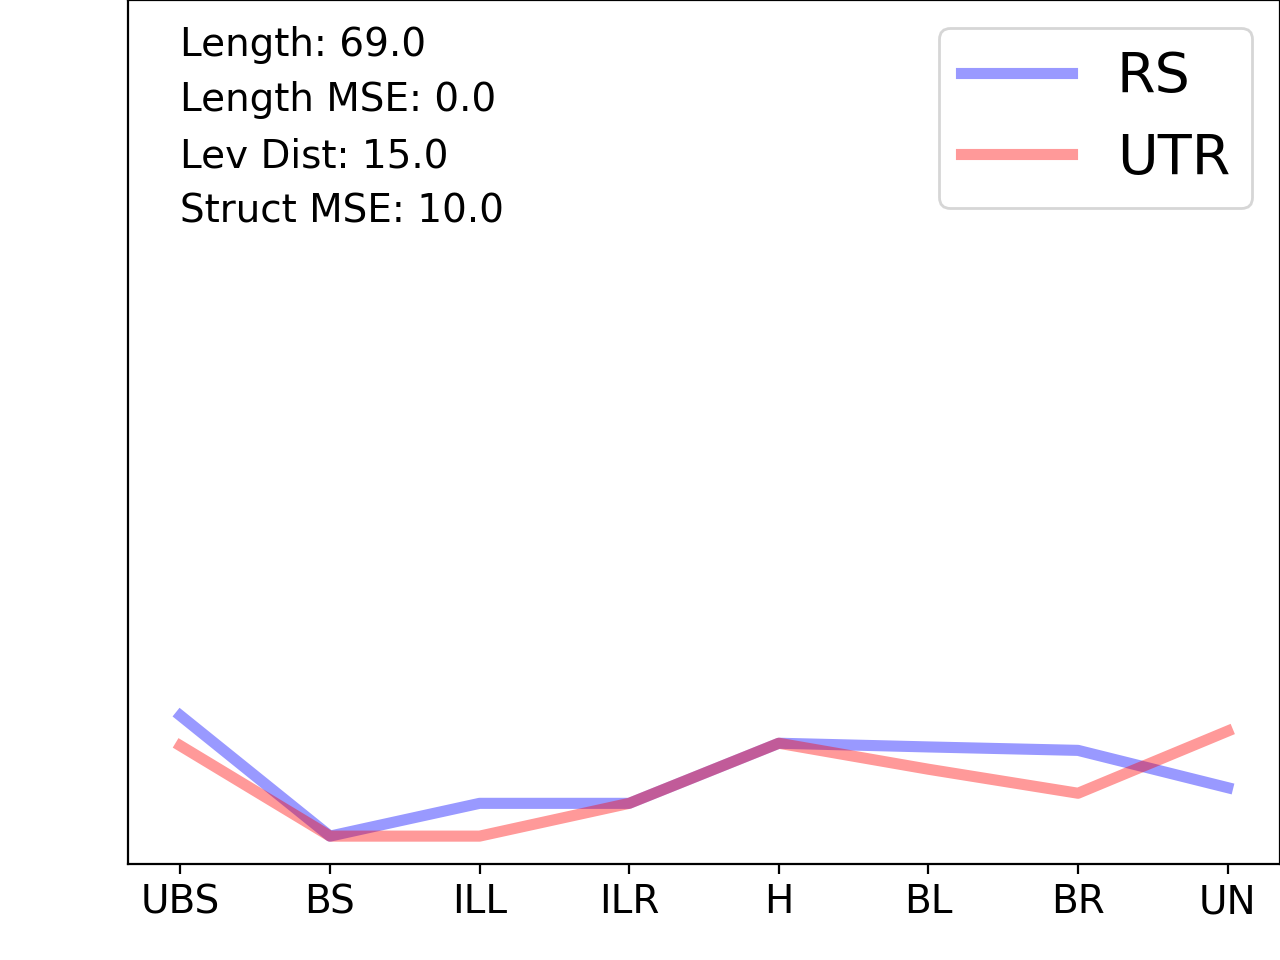 Length: 69.0
Length MSE: 0.0
Lev Dist: 15.0
Struct MSE: 10.0
RS
UTR
UBS BS ILL ILR H BL BR UN